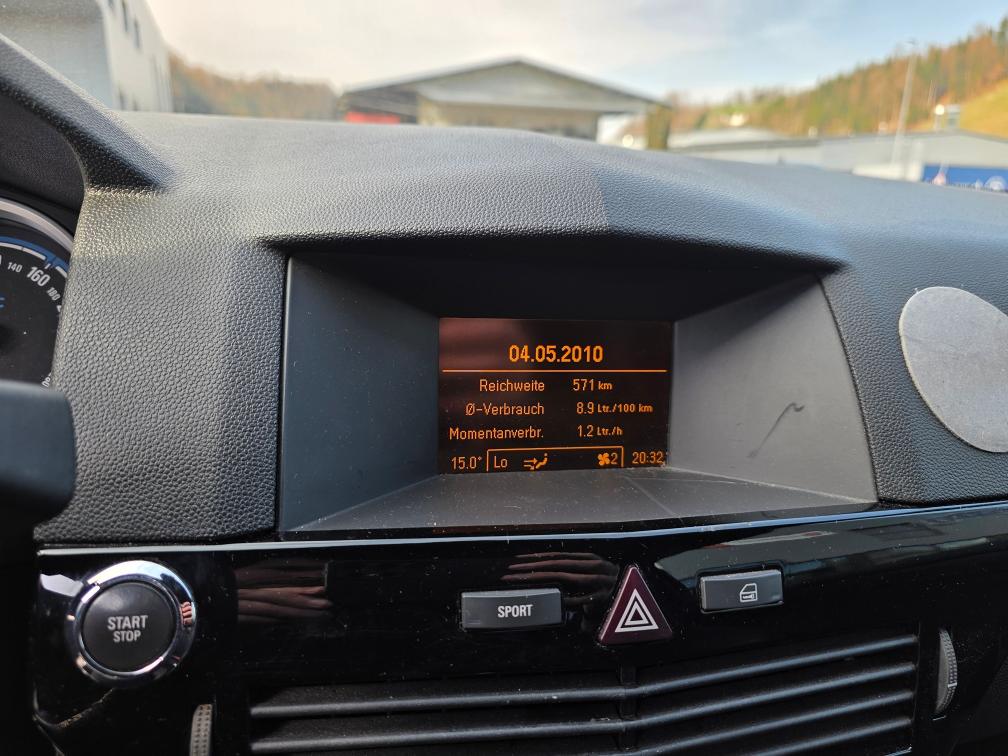 04.05.2010
Reichweite 571 km
Ø-Verbrauch 8.9 Ltr./100 km
Momentanverbr. 1.2 Ltr./h
15.0° Lo 2 20:32
140
160
180
START
STOP
SPORT